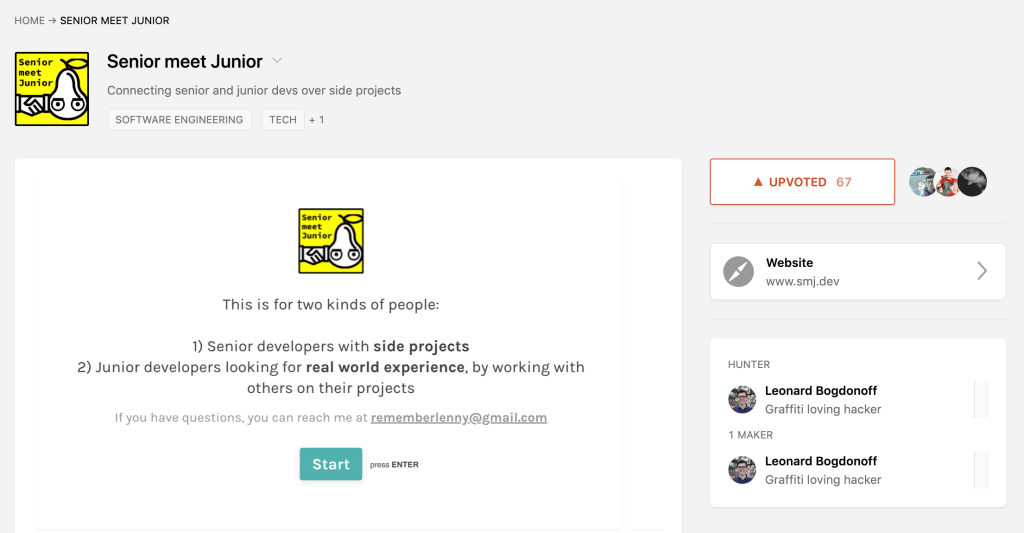 HOME → SENIOR MEET JUNIOR
Senior
meet
Junior
Senior meet Junior
Connecting senior and junior devs over side projects
SOFTWARE ENGINEERING TECH + 1
Senior
meet
Junior
This is for two kinds of people:
1) Senior developers with side projects
2) Junior developers looking for real world experience, by working with
others on their projects
If you have questions, you can reach me at rememberlenny@gmail.com
Start press ENTER
▲ UPVOTED 67
Website
www.smj.dev
HUNTER
Leonard Bogdonoff
Graffiti loving hacker
1 MAKER
Leonard Bogdonoff
Graffiti loving hacker